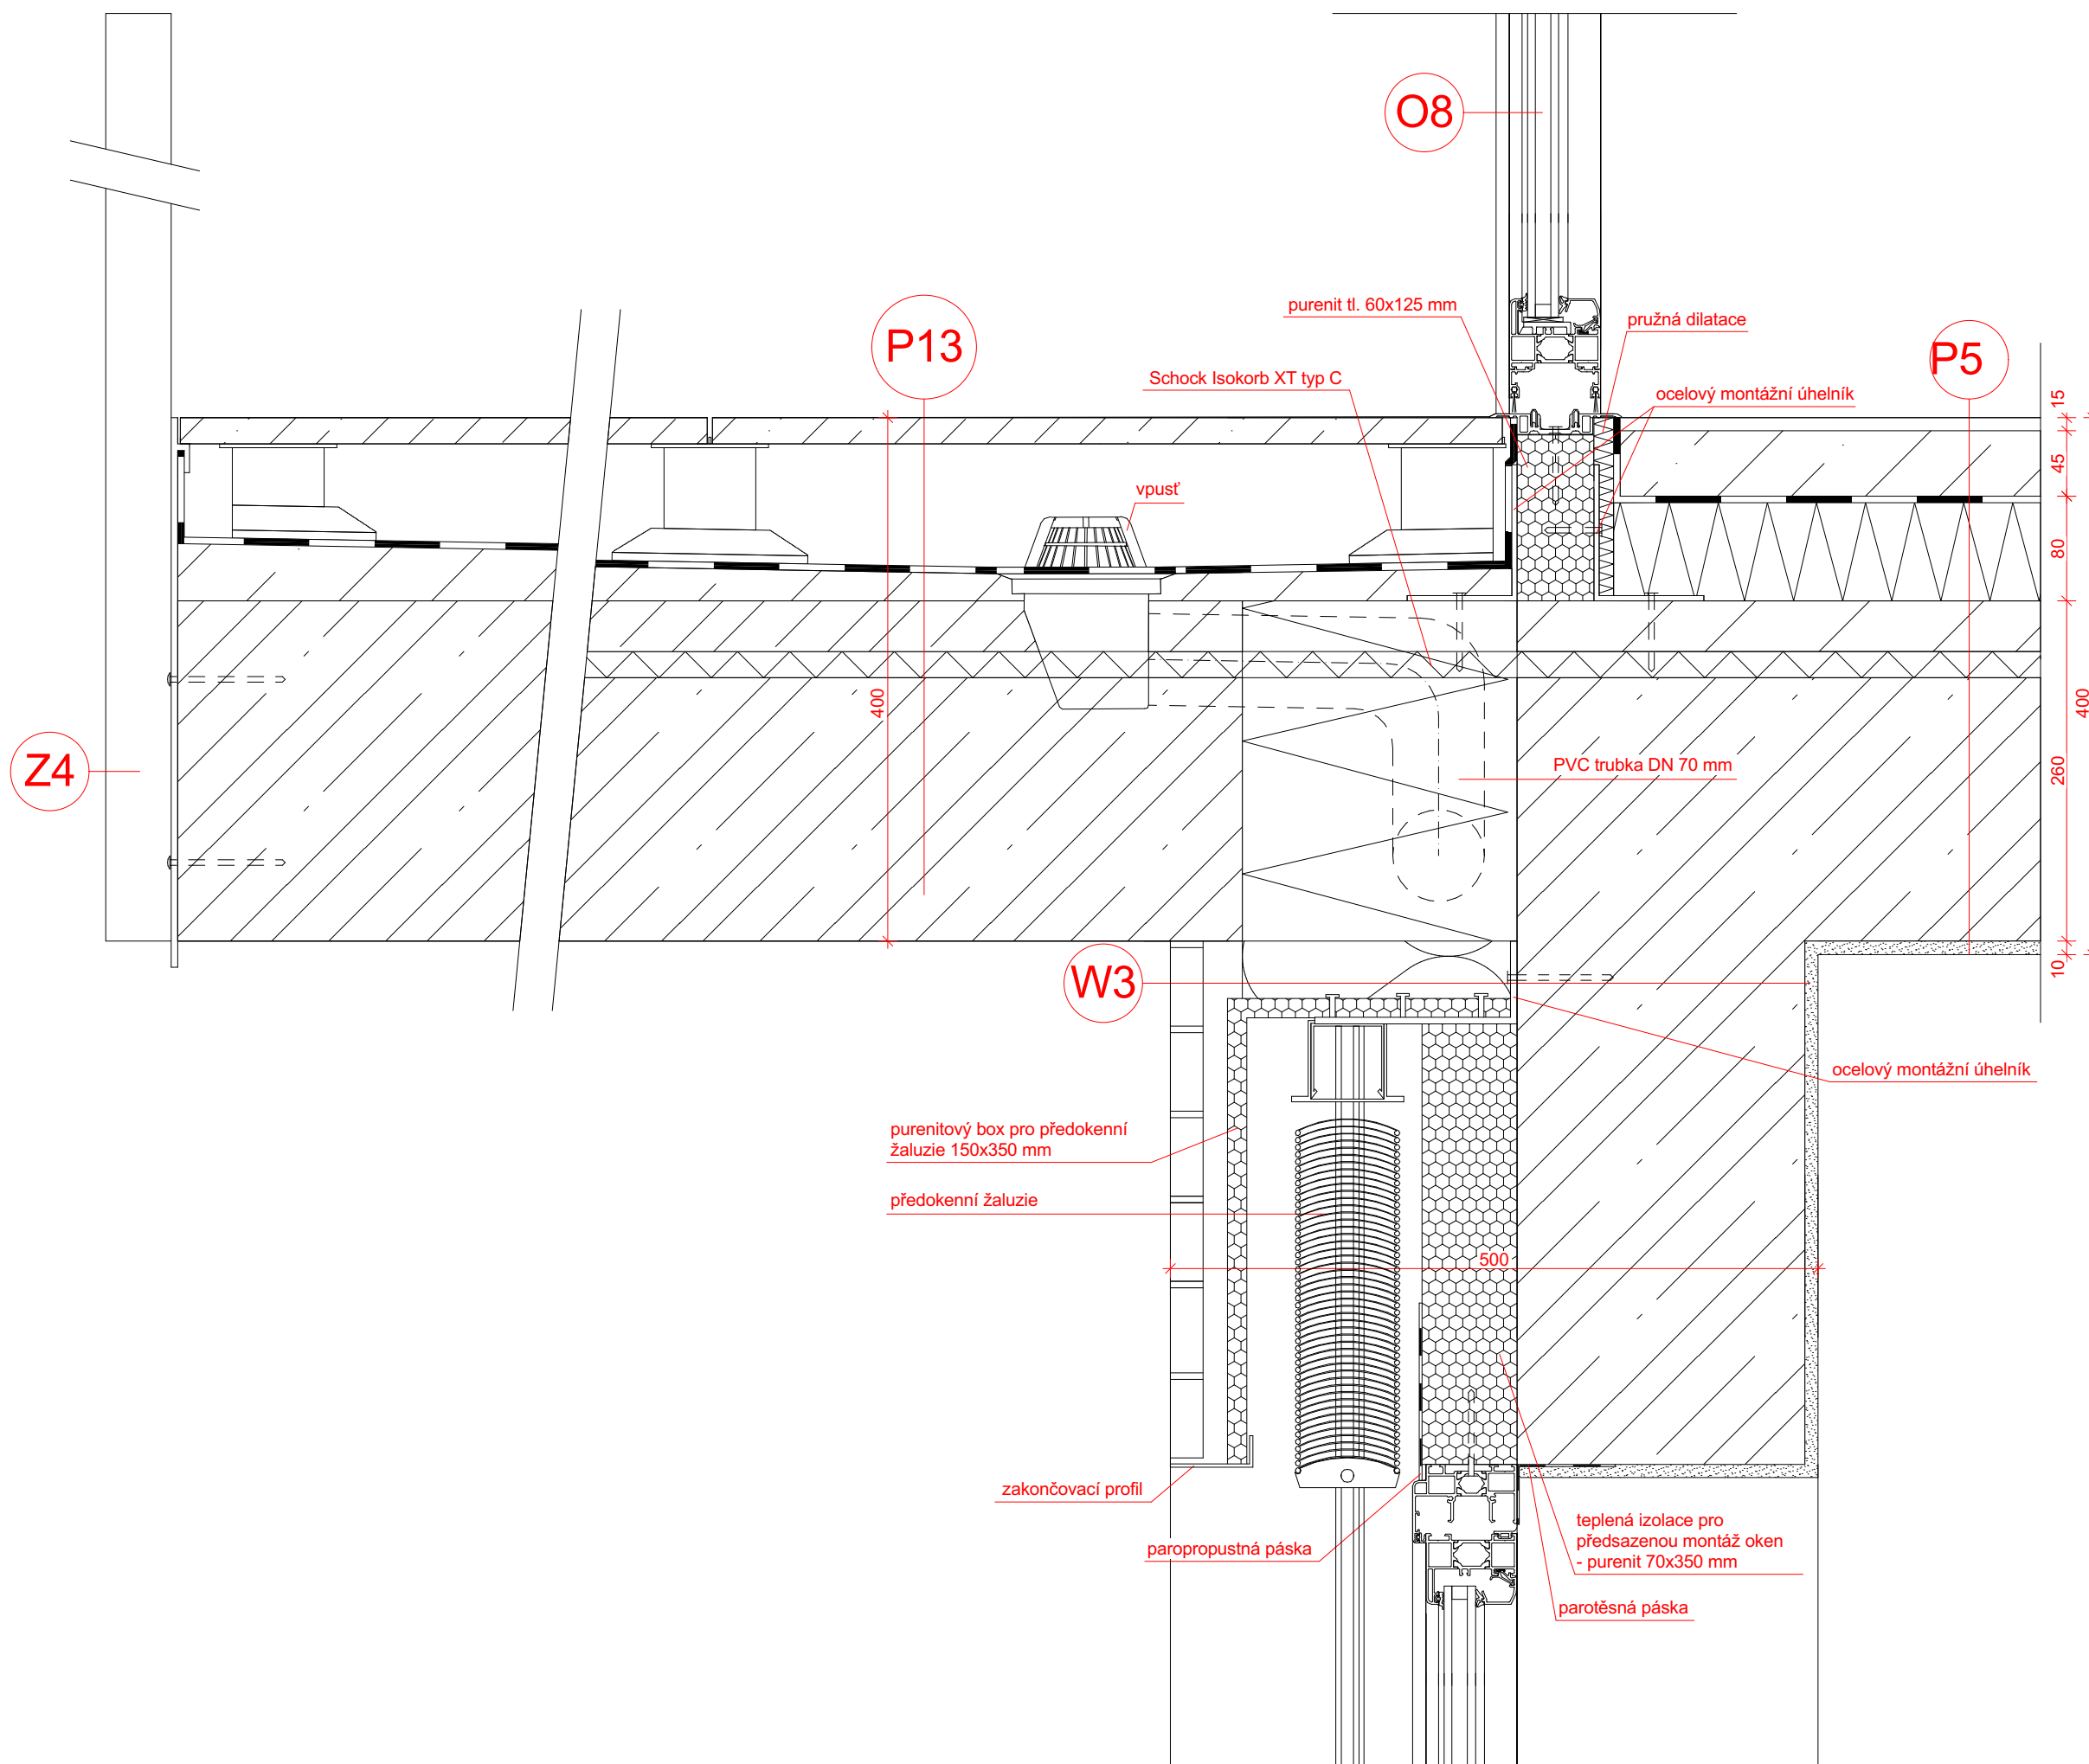 O8
purenit tl. 60x125 mm
pružná dilatace
P13
P5
Schock Isokorb XT typ C
ocelový montážní úhelník
15
45
vpusť
80
400
400
Z4
PVC trubka DN 70 mm
260
W3
10
ocelový montážní úhelník
purenitový box pro předokenní
žaluzie 150x350 mm
předokenní žaluzie
500
zakončovací profil
paropropustná páska
teplená izolace pro
předsazenou montáž oken
- purenit 70x350 mm
parotěsná páska